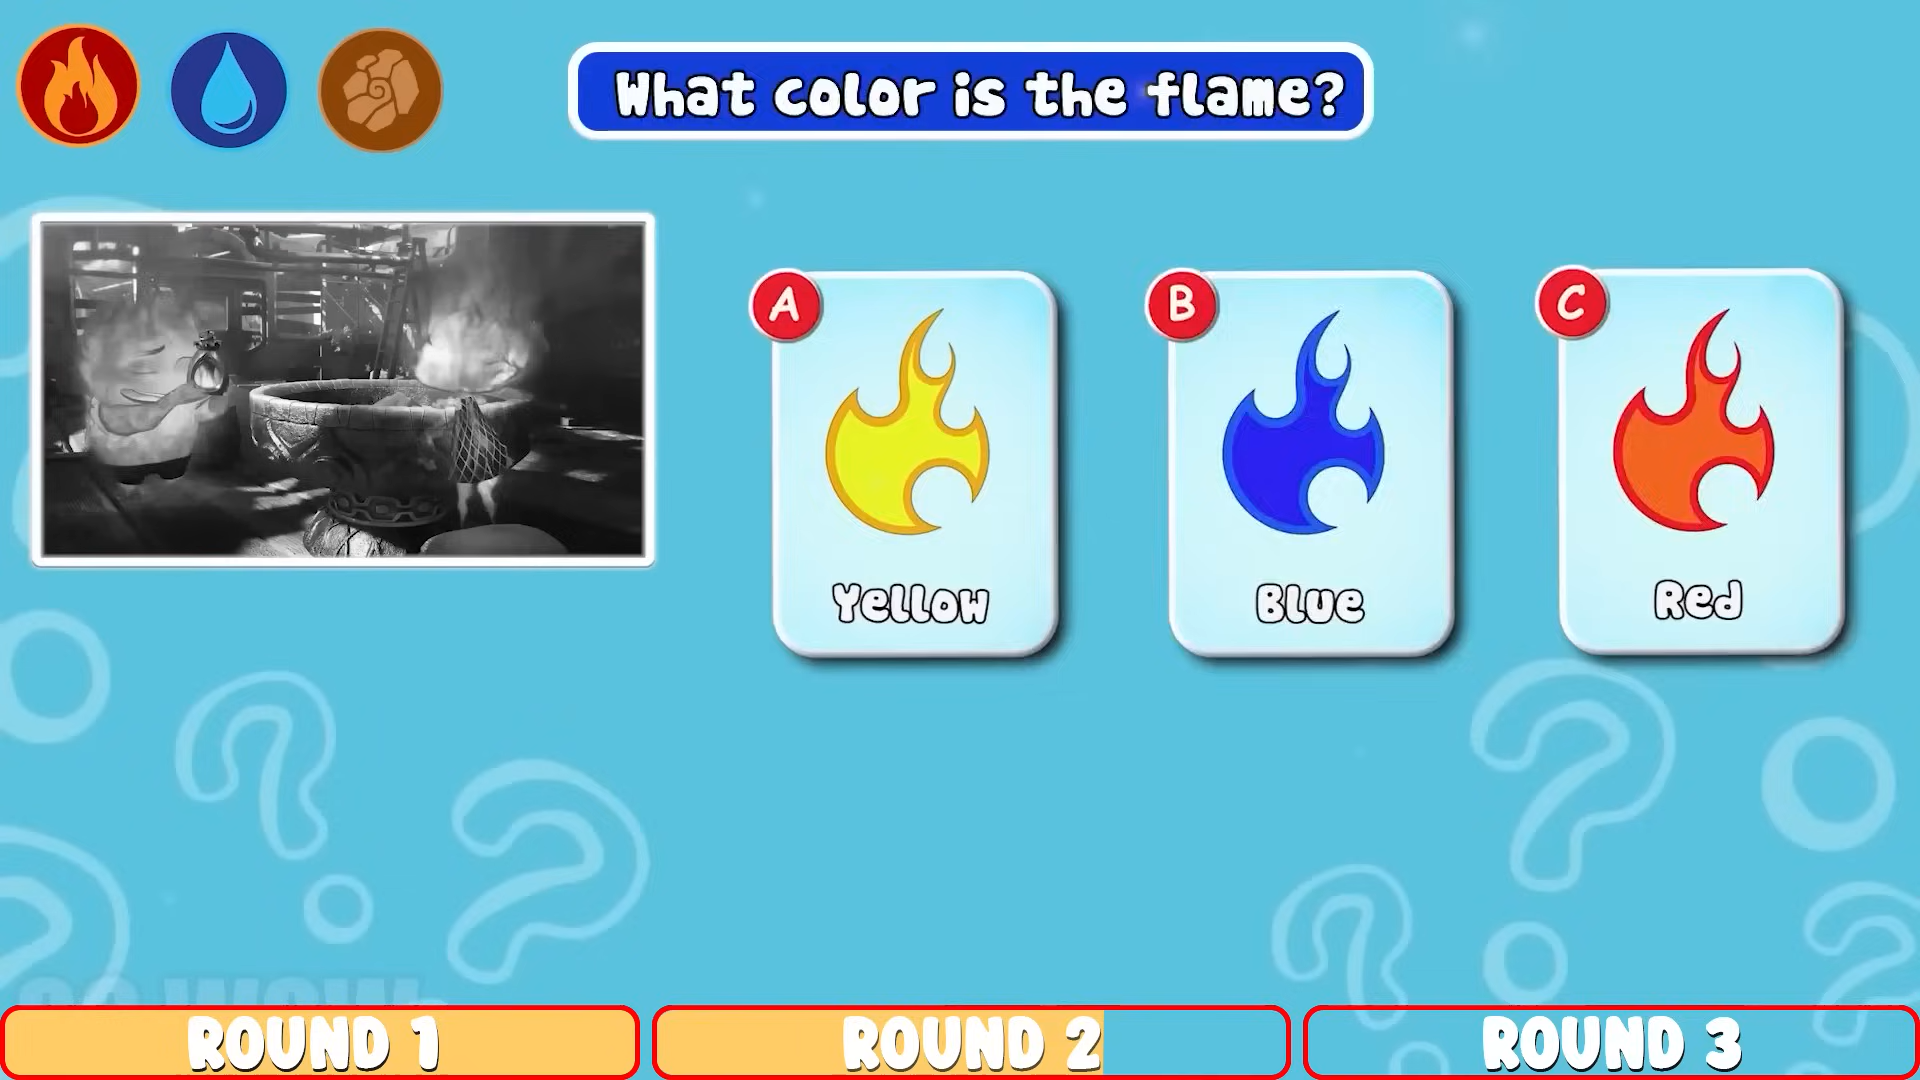 What color is the flame?
A
B
C
Yellow
Blue
Red
ROUND 1
ROUND 2
ROUND 3